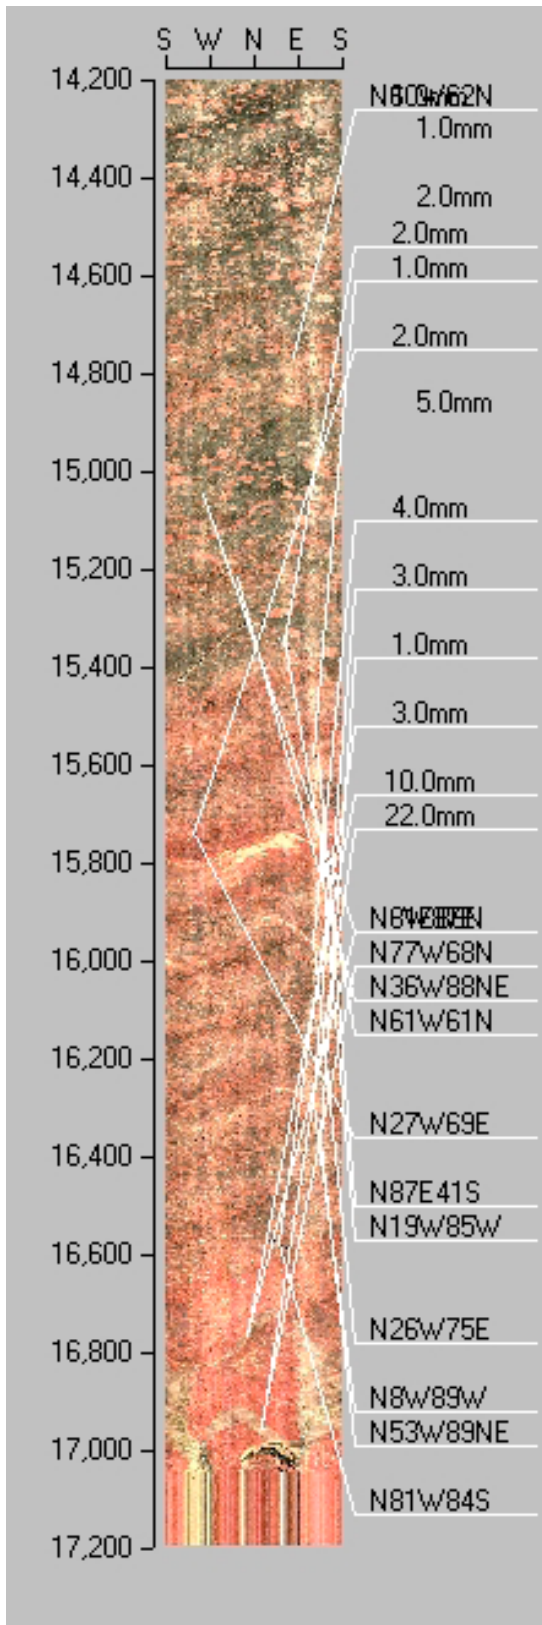 S W N E S
14,200
1.0mm
14,400
2.0mm
2.0mm
14,600
1.0mm
2.0mm
14,800
5.0mm
15,000
4.0mm
15,200
3.0mm
15,400
1.0mm
3.0mm
15,600
10.0mm
22.0mm
15,800
N77W68N
16,000
N36W88NE
N61W61N
16,200
N27W69E
16,400
N87E41S
N19W85W
16,600
N26W75E
16,800
N8W89W
N53W89NE
17,000
N81W84S
17,200